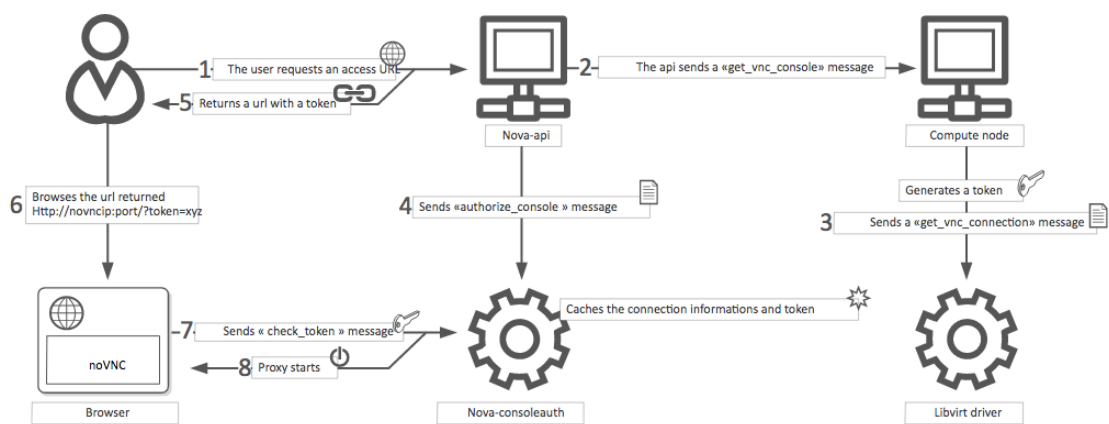 1 The user requests an access URL
2 The api sends a «get_vnc_console» message
5 Returns a url with a token
Nova-api
Compute node
6 Browses the url returned
Http://novncip:port/?token=xyz
4 Sends «authorize_console » message
Generates a token
3 Sends a «get_vnc_connection» message
Caches the connection informations and token
7 Sends « check_token » message
noVNC
8 Proxy starts
Browser
Nova-consoleauth
Libvirt driver